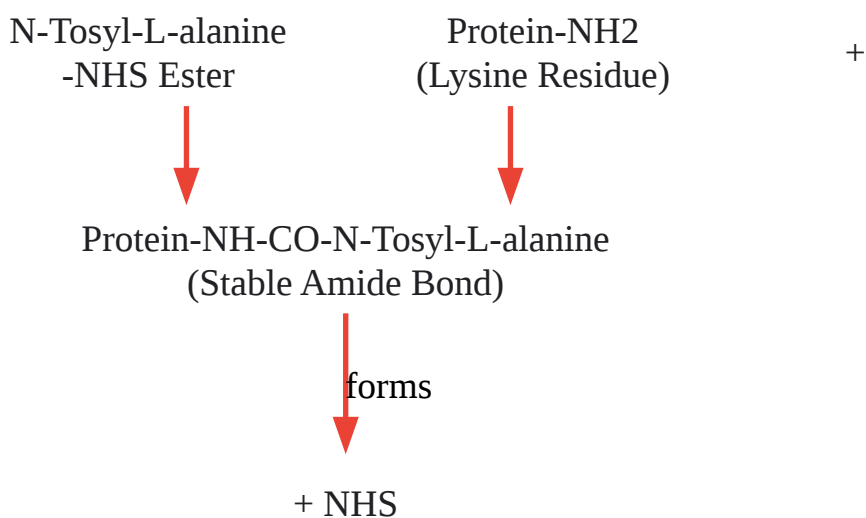 N-Tosyl-L-alanine
-NHS Ester
Protein-NH2
(Lysine Residue)
+
Protein-NH-CO-N-Tosyl-L-alanine
(Stable Amide Bond)
forms
+ NHS